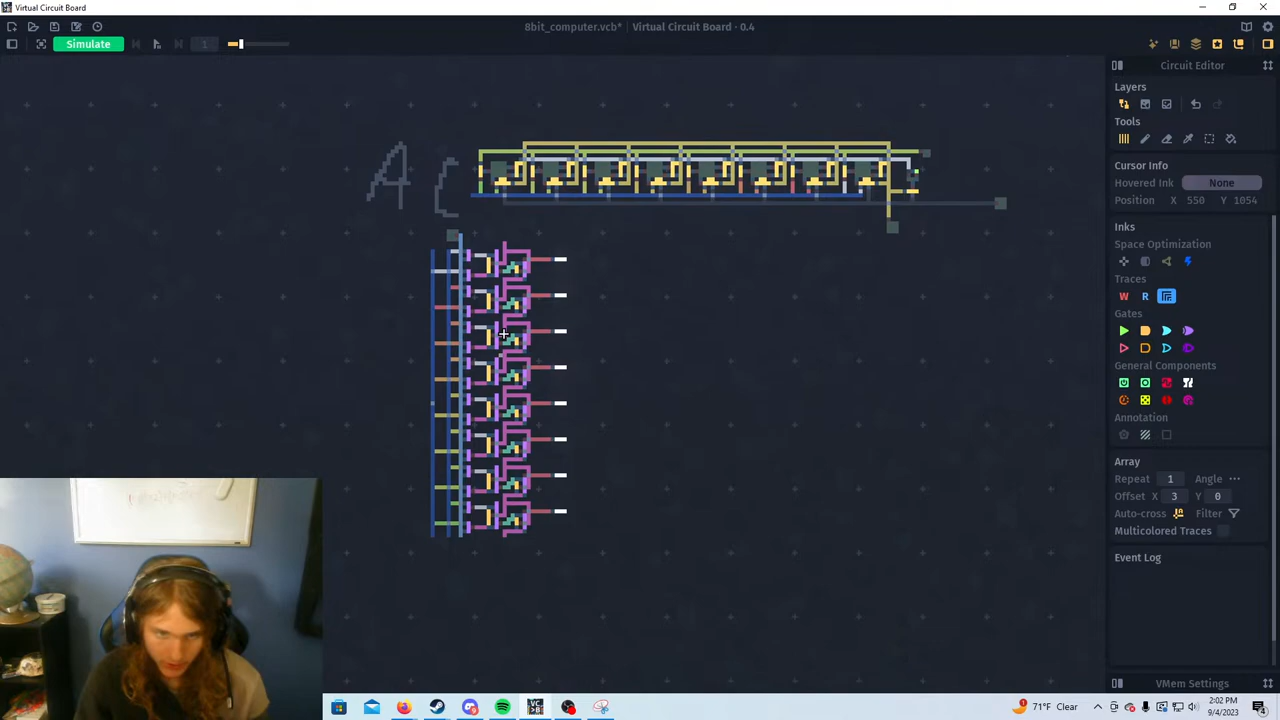 Virtual Circuit Board
8bit_computer.vcb* | Virtual Circuit Board · 0.4
Simulate
1
Circuit Editor
Layers
Tools
Cursor Info
Hovered Ink None
Position X 550 Y 1054
Inks
Space Optimization
Traces
W R
Gates
General Components
Annotation
Array
Repeat 1 Angle
Offset X 3 Y 0
Auto-cross Filter
Multicolored Traces
Event Log
VMem Settings
AC
71°F Clear
2:02 PM
9/4/2023